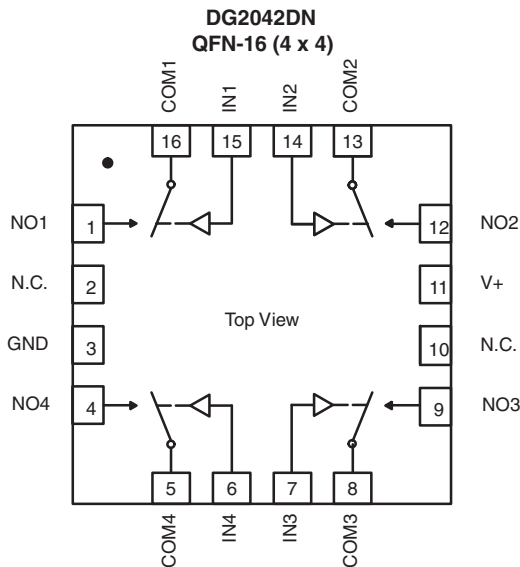 DG2042DN
QFN-16 (4 x 4)
COM1
IN1
IN2
COM2
16
15
14
13
NO1
1
12
NO2
N.C.
2
11
V+
Top View
GND
3
10
N.C.
NO4
4
9
NO3
5
6
7
8
COM4
IN4
IN3
COM3